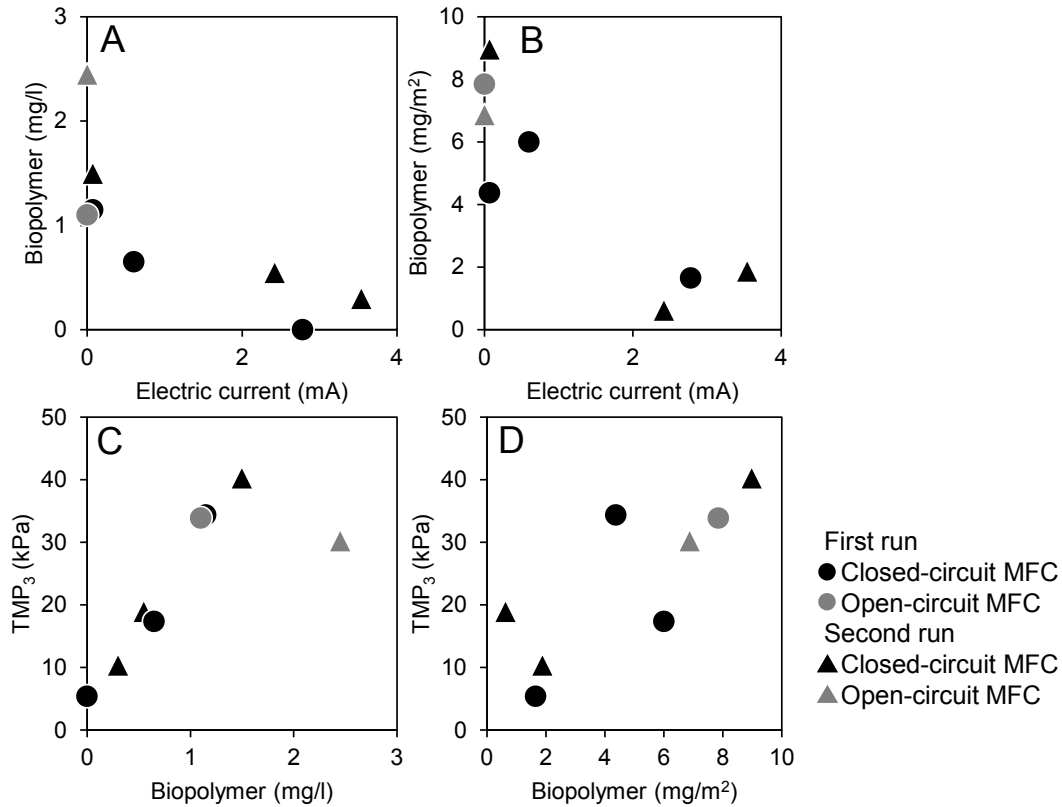 A
3
2
1
0
Biopolymer (mg/l)
0 2 4
Electric current (mA)
B
10
8
6
4
2
0
Biopolymer (mg/m²)
0 2 4
Electric current (mA)
C
50
40
30
20
10
0
TMP₃ (kPa)
0 1 2 3
Biopolymer (mg/l)
D
50
40
30
20
10
0
TMP₃ (kPa)
0 2 4 6 8 10
Biopolymer (mg/m²)
First run
Closed-circuit MFC
Open-circuit MFC
Second run
Closed-circuit MFC
Open-circuit MFC